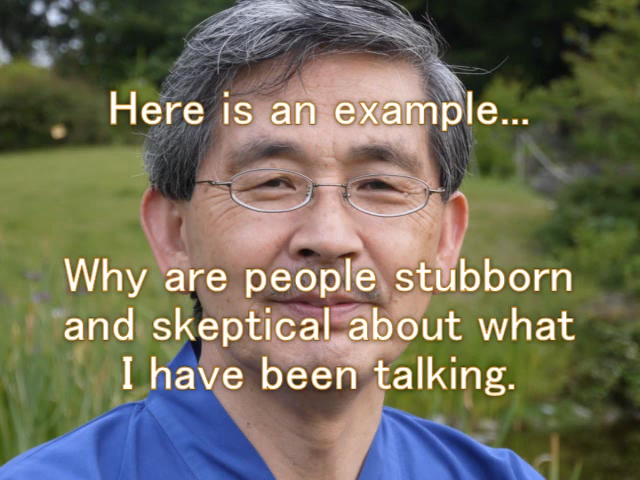 Here is an example...
Why are people stubborn
and skeptical about what
I have been talking.